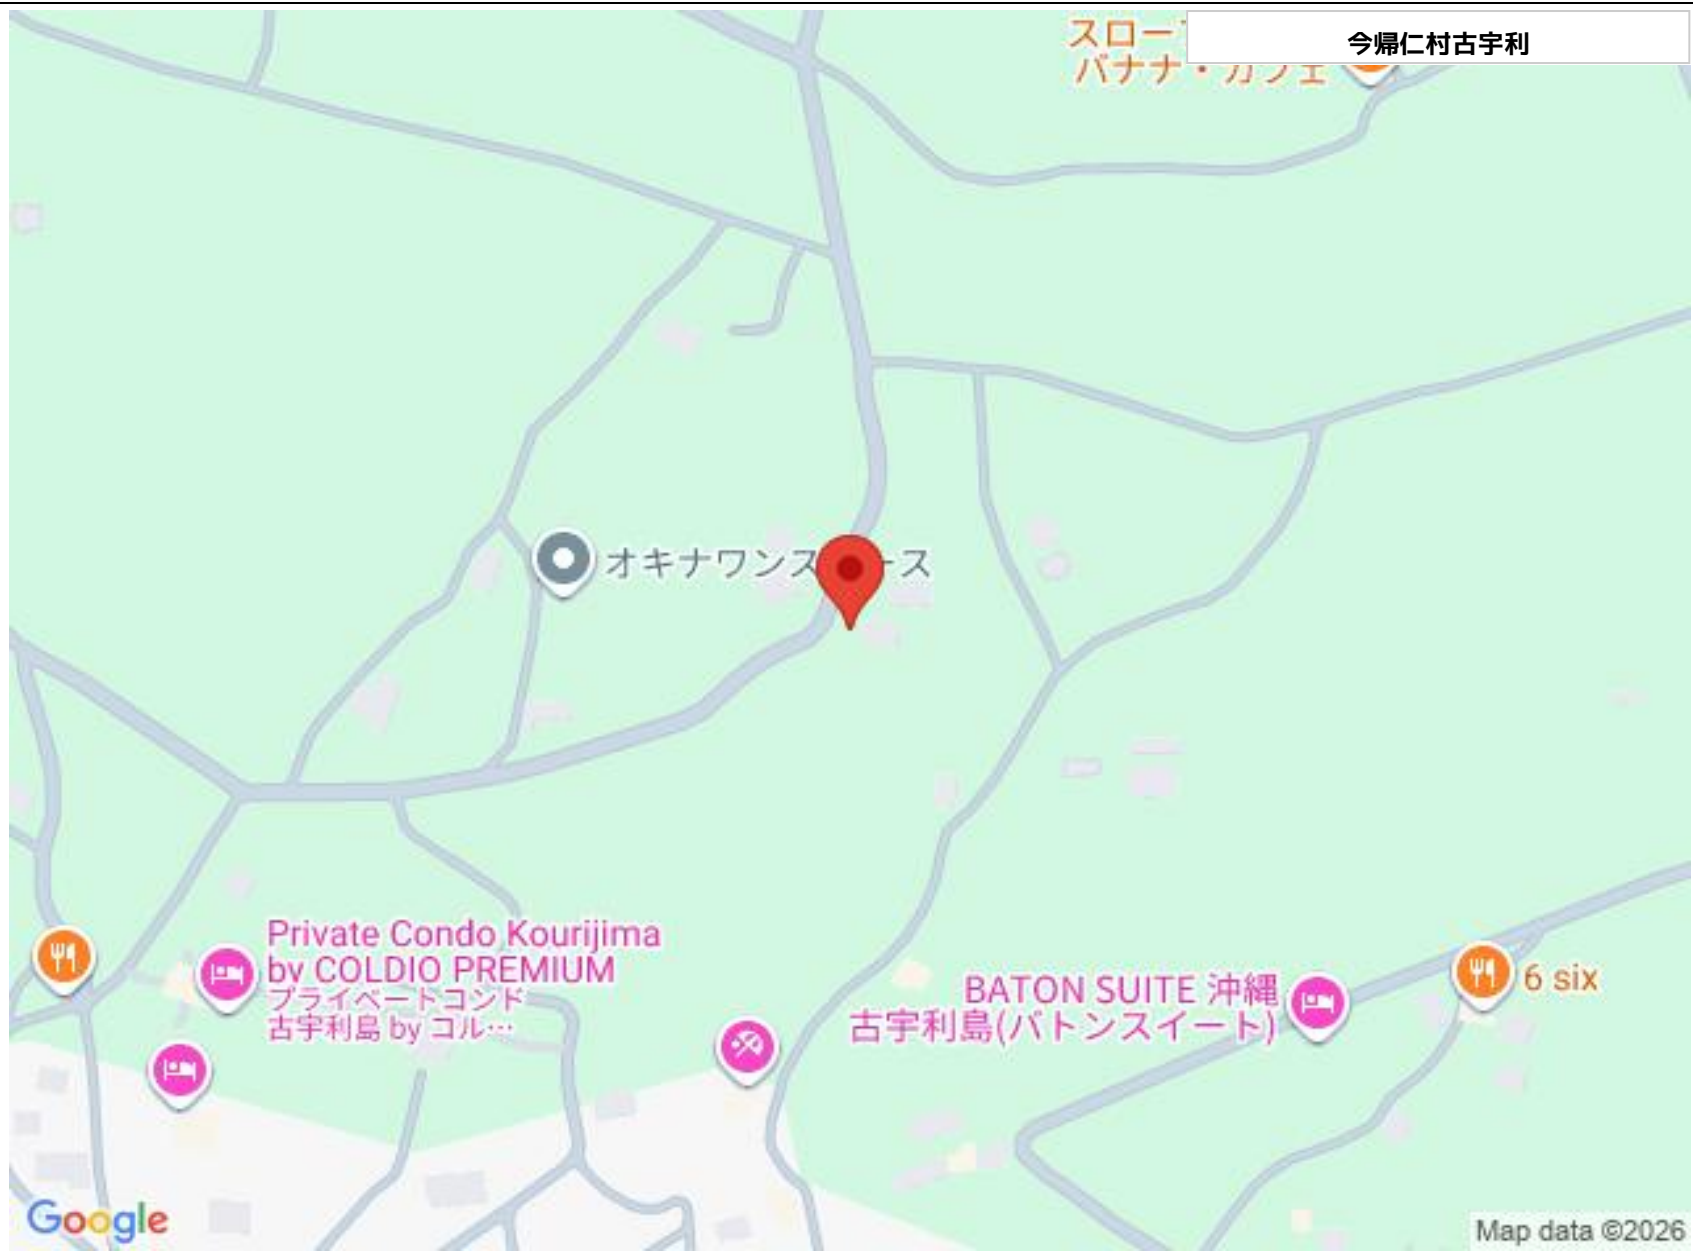 今帰仁村古宇利
スロー
バナナ・カフェ
オキナワンス
ース
Private Condo Kourijima
by COLDIO PREMIUM
プライベートコンド
古宇利島 by コル…
BATON SUITE 沖縄
古宇利島(バトンスイート)
6 six
Google
Map data ©2026